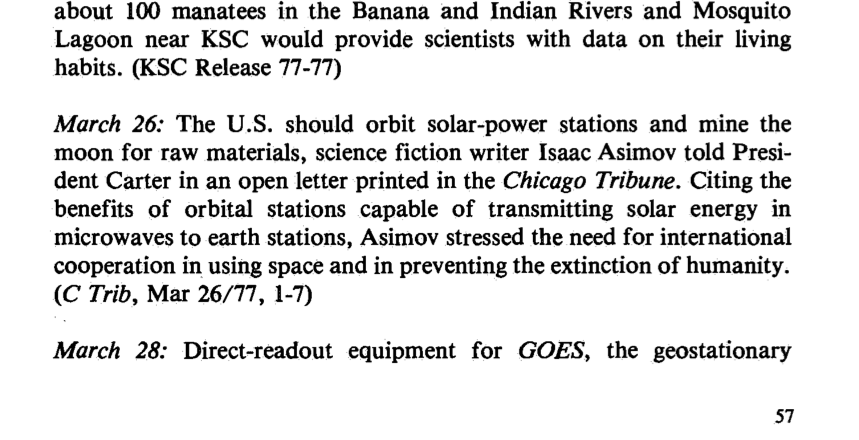 about 100 manatees in the Banana and Indian Rivers and Mosquito
Lagoon near KSC would provide scientists with data on their living
habits. (KSC Release 77-77)
March 26: The U.S. should orbit solar-power stations and mine the
moon for raw materials, science fiction writer Isaac Asimov told Presi-
dent Carter in an open letter printed in the Chicago Tribune. Citing the
benefits of orbital stations capable of transmitting solar energy in
microwaves to earth stations, Asimov stressed the need for international
cooperation in using space and in preventing the extinction of humanity.
(C Trib, Mar 26/77, 1-7)
March 28: Direct-readout equipment for GOES, the geostationary
57